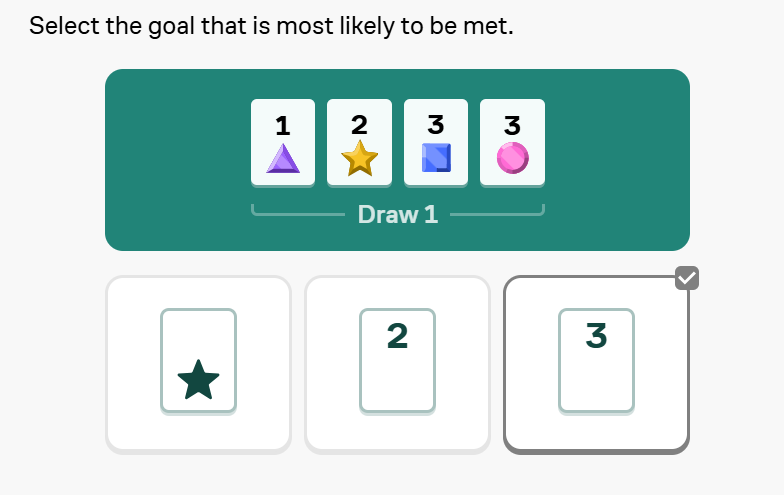 Select the goal that is most likely to be met.
1 2 3 3
Draw 1
2 3